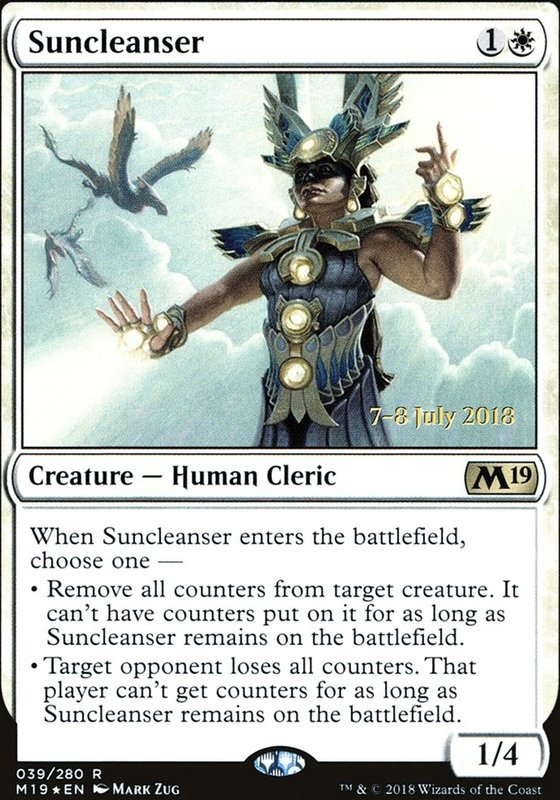 Suncleanser 1
7-8 July 2018
Creature — Human Cleric M19
When Suncleanser enters the battlefield,
choose one —
• Remove all counters from target creature. It
can't have counters put on it for as long as
Suncleanser remains on the battlefield.
• Target opponent loses all counters. That
player can't get counters for as long as
Suncleanser remains on the battlefield.
1/4
039/280 R
M19★EN Mark Zug
™ & © 2018 Wizards of the Coast